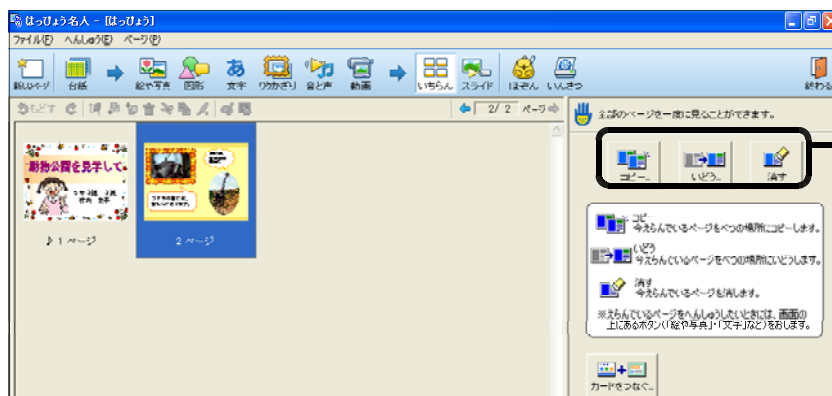 はっぴょう名人 - [はっぴょう]
ファイル(F) へんしゅう(E) ページ(P)
新しいページ 台紙 絵や写真 図形 文字 ワクかざり 音と声 動画 いちらん スライド ほぞん いんさつ 終わる
もどす 2/ 2 ページ
全部のページを一度に見ることができます。
コピー... いどう... 消す
動物公園を見学して
♪ 1 ページ
2 ページ
コピー
今えらんでいるページをべつの場所にコピーします。
いどう
今えらんでいるページをべつの場所にいどうします。
消す
今えらんでいるページを消します。
※えらんでいるページをへんしゅうしたいときには、画面の
上にあるボタン(「絵や写真」・「文字」など)をおします。
カードをつなぐ...